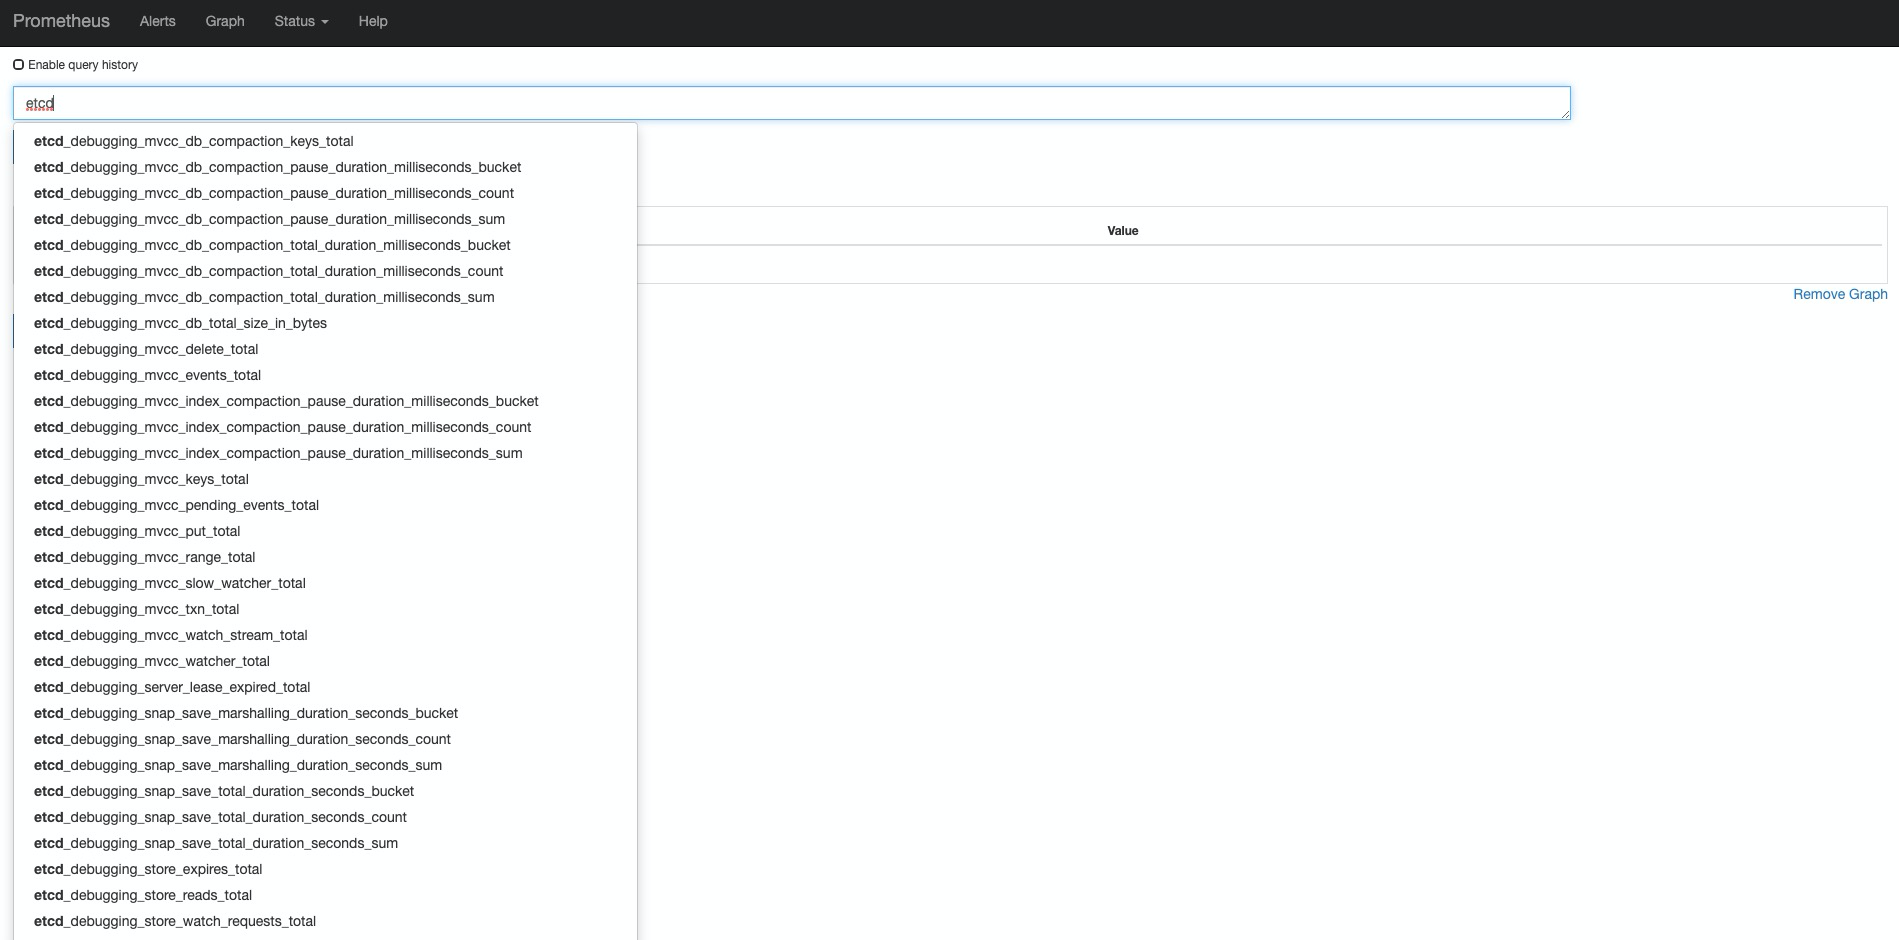 Prometheus Alerts Graph Status Help
Enable query history
etcd
etcd_debugging_mvcc_db_compaction_keys_total
etcd_debugging_mvcc_db_compaction_pause_duration_milliseconds_bucket
etcd_debugging_mvcc_db_compaction_pause_duration_milliseconds_count
etcd_debugging_mvcc_db_compaction_pause_duration_milliseconds_sum
Value
etcd_debugging_mvcc_db_compaction_total_duration_milliseconds_bucket
etcd_debugging_mvcc_db_compaction_total_duration_milliseconds_count
etcd_debugging_mvcc_db_compaction_total_duration_milliseconds_sum
Remove Graph
etcd_debugging_mvcc_db_total_size_in_bytes
etcd_debugging_mvcc_delete_total
etcd_debugging_mvcc_events_total
etcd_debugging_mvcc_index_compaction_pause_duration_milliseconds_bucket
etcd_debugging_mvcc_index_compaction_pause_duration_milliseconds_count
etcd_debugging_mvcc_index_compaction_pause_duration_milliseconds_sum
etcd_debugging_mvcc_keys_total
etcd_debugging_mvcc_pending_events_total
etcd_debugging_mvcc_put_total
etcd_debugging_mvcc_range_total
etcd_debugging_mvcc_slow_watcher_total
etcd_debugging_mvcc_txn_total
etcd_debugging_mvcc_watch_stream_total
etcd_debugging_mvcc_watcher_total
etcd_debugging_server_lease_expired_total
etcd_debugging_snap_save_marshalling_duration_seconds_bucket
etcd_debugging_snap_save_marshalling_duration_seconds_count
etcd_debugging_snap_save_marshalling_duration_seconds_sum
etcd_debugging_snap_save_total_duration_seconds_bucket
etcd_debugging_snap_save_total_duration_seconds_count
etcd_debugging_snap_save_total_duration_seconds_sum
etcd_debugging_store_expires_total
etcd_debugging_store_reads_total
etcd_debugging_store_watch_requests_total